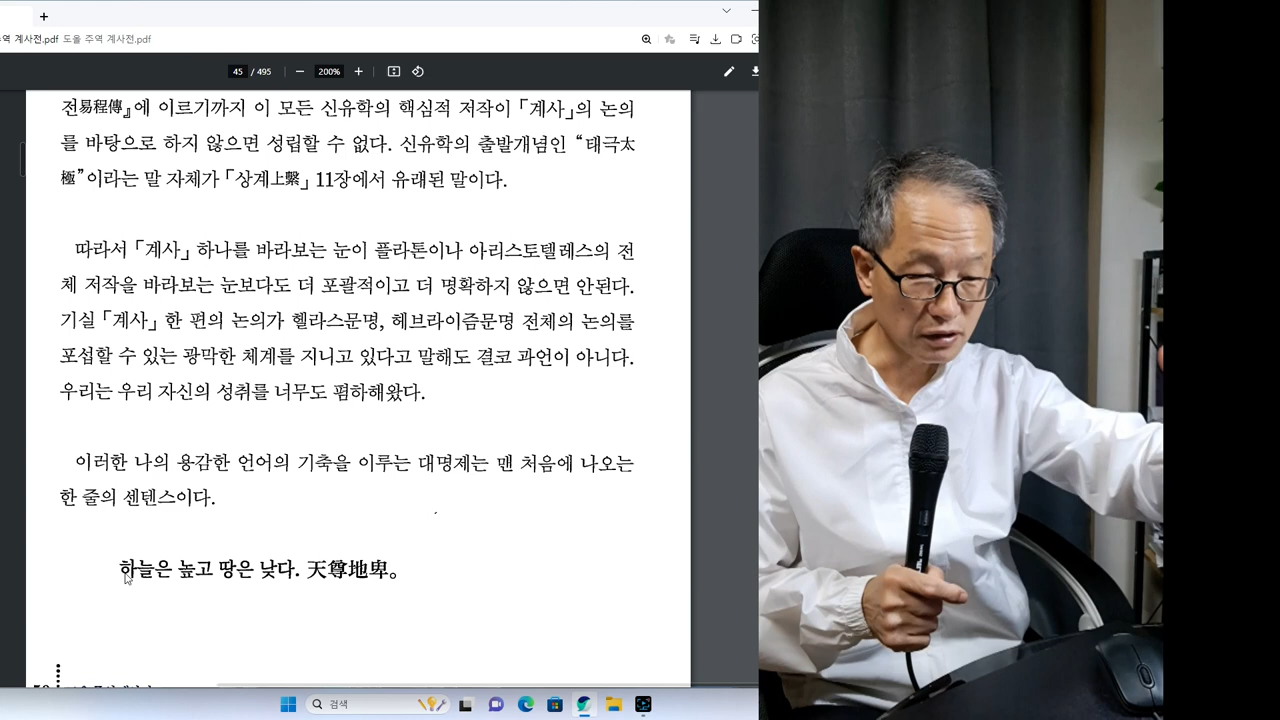 역 계사전.pdf 도올 주역 계사전.pdf
45 / 495
200%
전易程傳』에 이르기까지 이 모든 신유학의 핵심적 저작이 「계사」의 논의
를 바탕으로 하지 않으면 성립할 수 없다. 신유학의 출발개념인 “태극太
極”이라는 말 자체가 「상계上繫」 11장에서 유래된 말이다.
따라서 「계사」 하나를 바라보는 눈이 플라톤이나 아리스토텔레스의 전
체 저작을 바라보는 눈보다도 더 포괄적이고 더 명확하지 않으면 안된다.
기실 「계사」 한 편의 논의가 헬라스문명, 헤브라이즘문명 전체의 논의를
포섭할 수 있는 광막한 체계를 지니고 있다고 말해도 결코 과언이 아니다.
우리는 우리 자신의 성취를 너무도 폄하해왔다.
이러한 나의 용감한 언어의 기축을 이루는 대명제는 맨 처음에 나오는
한 줄의 센텐스이다.
하늘은 높고 땅은 낮다. 天尊地卑。
검색